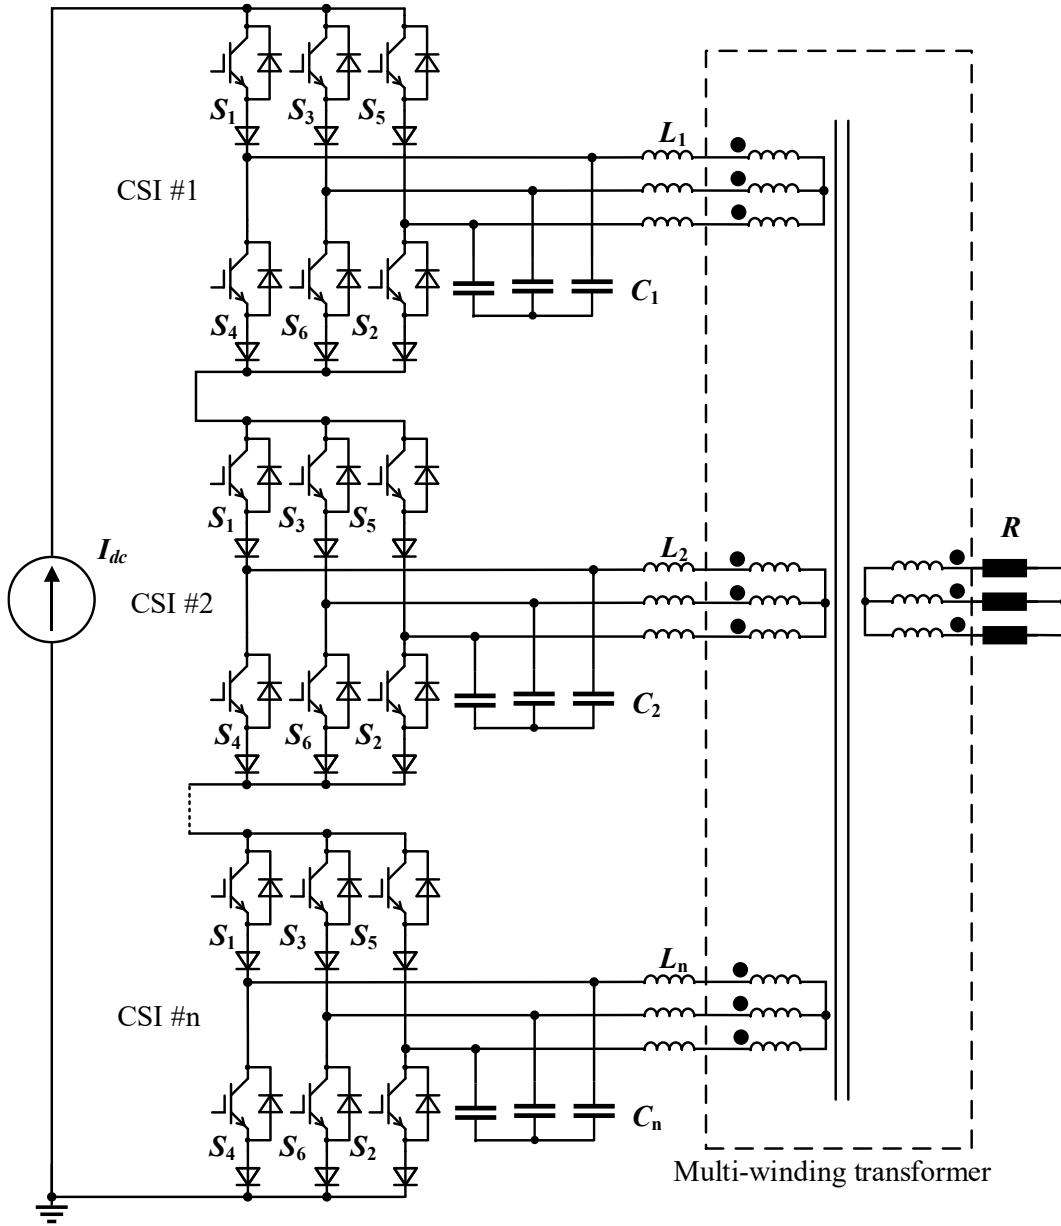 S1 S3 S5
L1
CSI #1
C1
S4 S6 S2
S1 S3 S5
Idc
L2
R
CSI #2
C2
S4 S6 S2
S1 S3 S5
Ln
CSI #n
Cn
S4 S6 S2
Multi-winding transformer